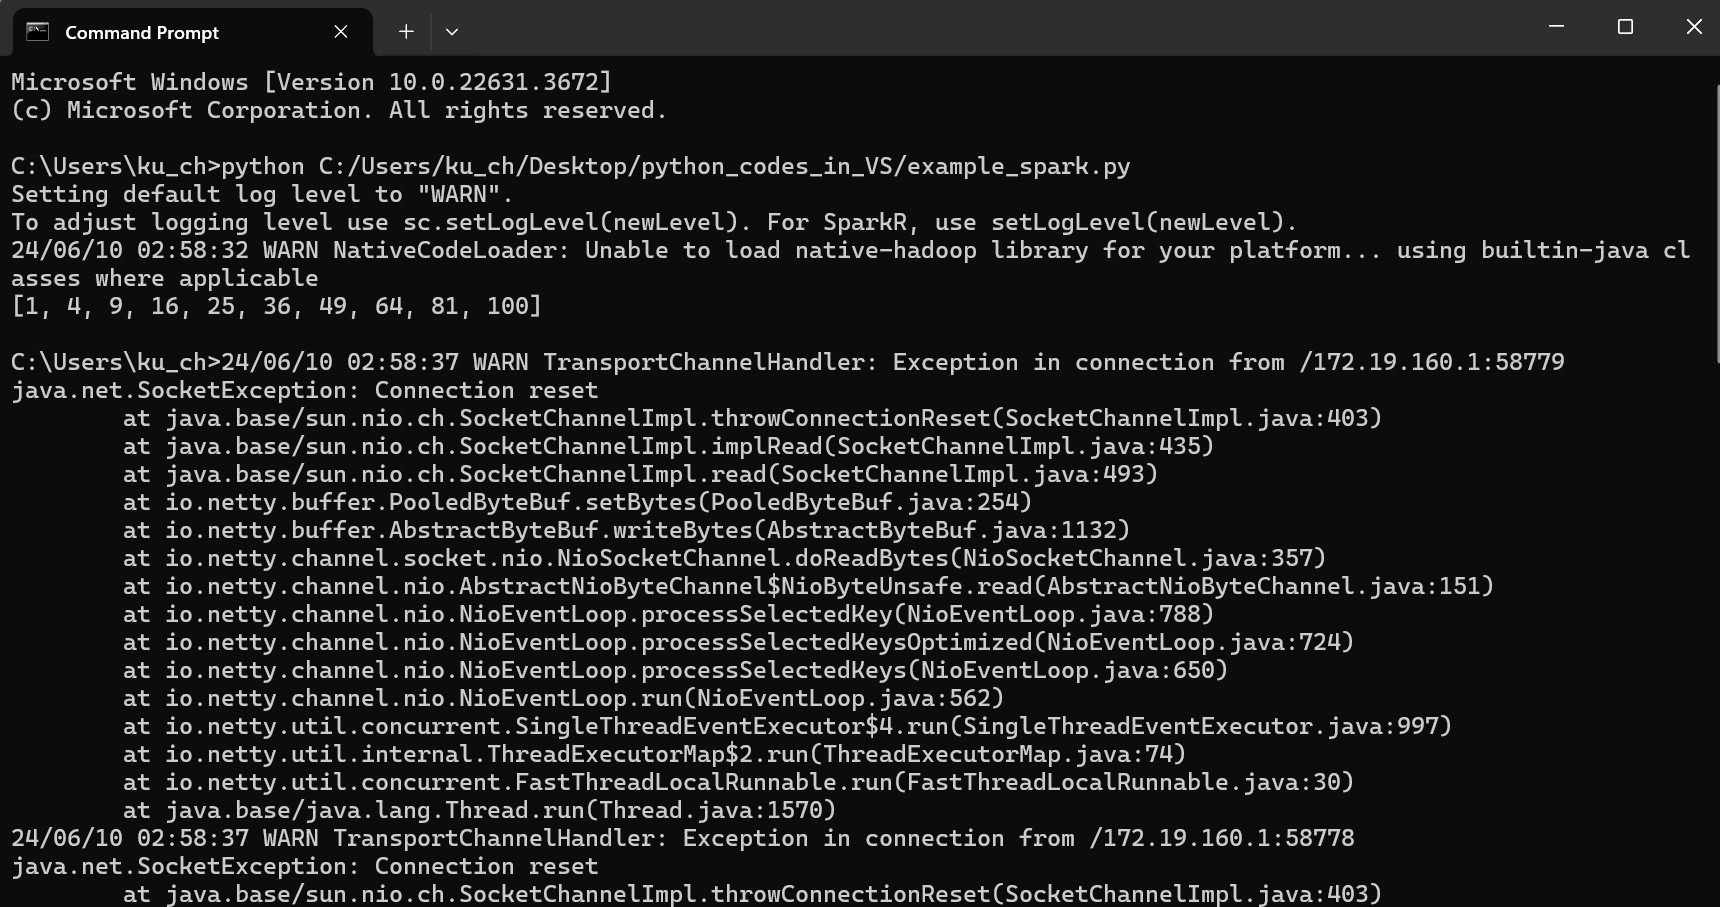 Command Prompt
Microsoft Windows [Version 10.0.22631.3672]
(c) Microsoft Corporation. All rights reserved.
C:\Users\ku_ch>python C:/Users/ku_ch/Desktop/python_codes_in_VS/example_spark.py
Setting default log level to "WARN".
To adjust logging level use sc.setLogLevel(newLevel). For SparkR, use setLogLevel(newLevel).
24/06/10 02:58:32 WARN NativeCodeLoader: Unable to load native-hadoop library for your platform... using builtin-java cl
asses where applicable
[1, 4, 9, 16, 25, 36, 49, 64, 81, 100]
C:\Users\ku_ch>24/06/10 02:58:37 WARN TransportChannelHandler: Exception in connection from /172.19.160.1:58779
java.net.SocketException: Connection reset
at java.base/sun.nio.ch.SocketChannelImpl.throwConnectionReset(SocketChannelImpl.java:403)
at java.base/sun.nio.ch.SocketChannelImpl.implRead(SocketChannelImpl.java:435)
at java.base/sun.nio.ch.SocketChannelImpl.read(SocketChannelImpl.java:493)
at io.netty.buffer.PooledByteBuf.setBytes(PooledByteBuf.java:254)
at io.netty.buffer.AbstractByteBuf.writeBytes(AbstractByteBuf.java:1132)
at io.netty.channel.socket.nio.NioSocketChannel.doReadBytes(NioSocketChannel.java:357)
at io.netty.channel.nio.AbstractNioByteChannel$NioByteUnsafe.read(AbstractNioByteChannel.java:151)
at io.netty.channel.nio.NioEventLoop.processSelectedKey(NioEventLoop.java:788)
at io.netty.channel.nio.NioEventLoop.processSelectedKeysOptimized(NioEventLoop.java:724)
at io.netty.channel.nio.NioEventLoop.processSelectedKeys(NioEventLoop.java:650)
at io.netty.channel.nio.NioEventLoop.run(NioEventLoop.java:562)
at io.netty.util.concurrent.SingleThreadEventExecutor$4.run(SingleThreadEventExecutor.java:997)
at io.netty.util.internal.ThreadExecutorMap$2.run(ThreadExecutorMap.java:74)
at io.netty.util.concurrent.FastThreadLocalRunnable.run(FastThreadLocalRunnable.java:30)
at java.base/java.lang.Thread.run(Thread.java:1570)
24/06/10 02:58:37 WARN TransportChannelHandler: Exception in connection from /172.19.160.1:58778
java.net.SocketException: Connection reset
at java.base/sun.nio.ch.SocketChannelImpl.throwConnectionReset(SocketChannelImpl.java:403)